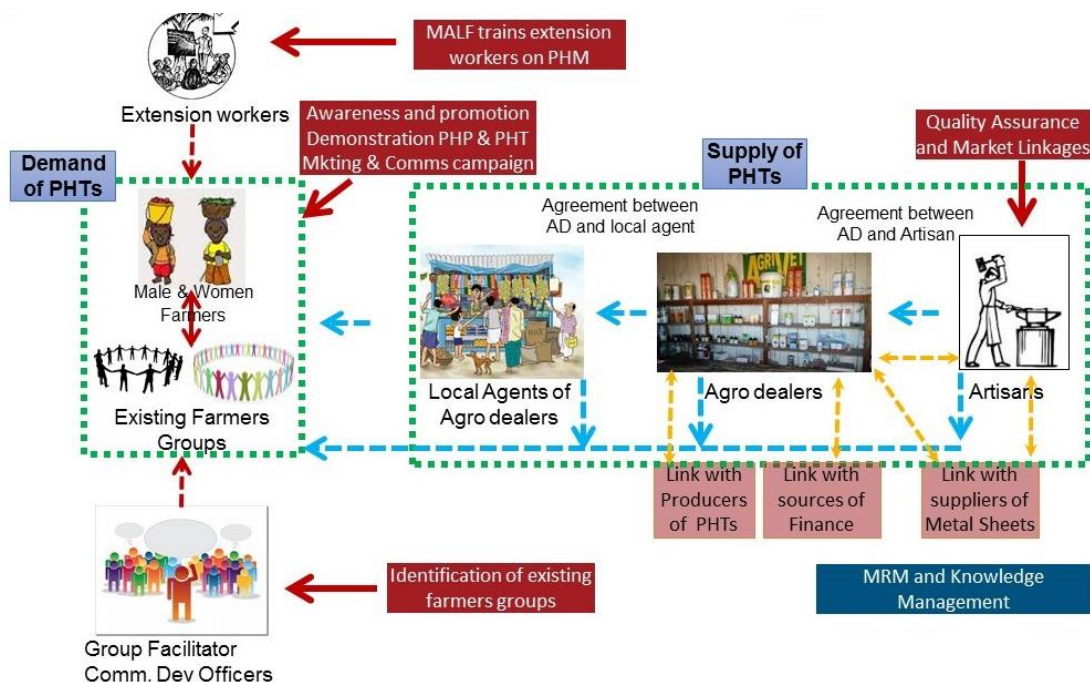 MALF trains extension
workers on PHM
Extension workers
Awareness and promotion
Demonstration PHP & PHT
Mkting & Comms campaign
Quality Assurance
and Market Linkages
Demand
of PHTs
Supply of
PHTs
Agreement between
AD and local agent
Agreement between
AD and Artisan
AGRIVET
Male & Women
Farmers
Existing Farmers
Groups
Local Agents of
Agro dealers
Agro dealers
Artisans
Link with
Producers
of PHTs
Link with
sources of
Finance
Link with
suppliers of
Metal Sheets
Identification of existing
farmers groups
MRM and Knowledge
Management
Group Facilitator
Comm. Dev Officers